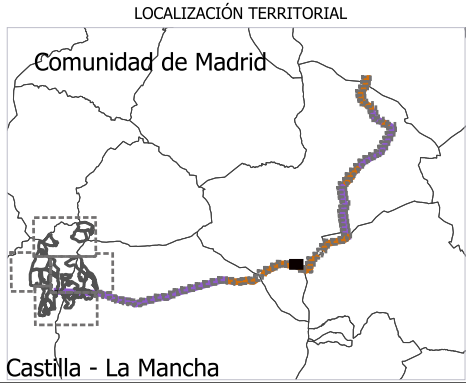 LOCALIZACIÓN TERRITORIAL
Comunidad de Madrid
Castilla - La Mancha